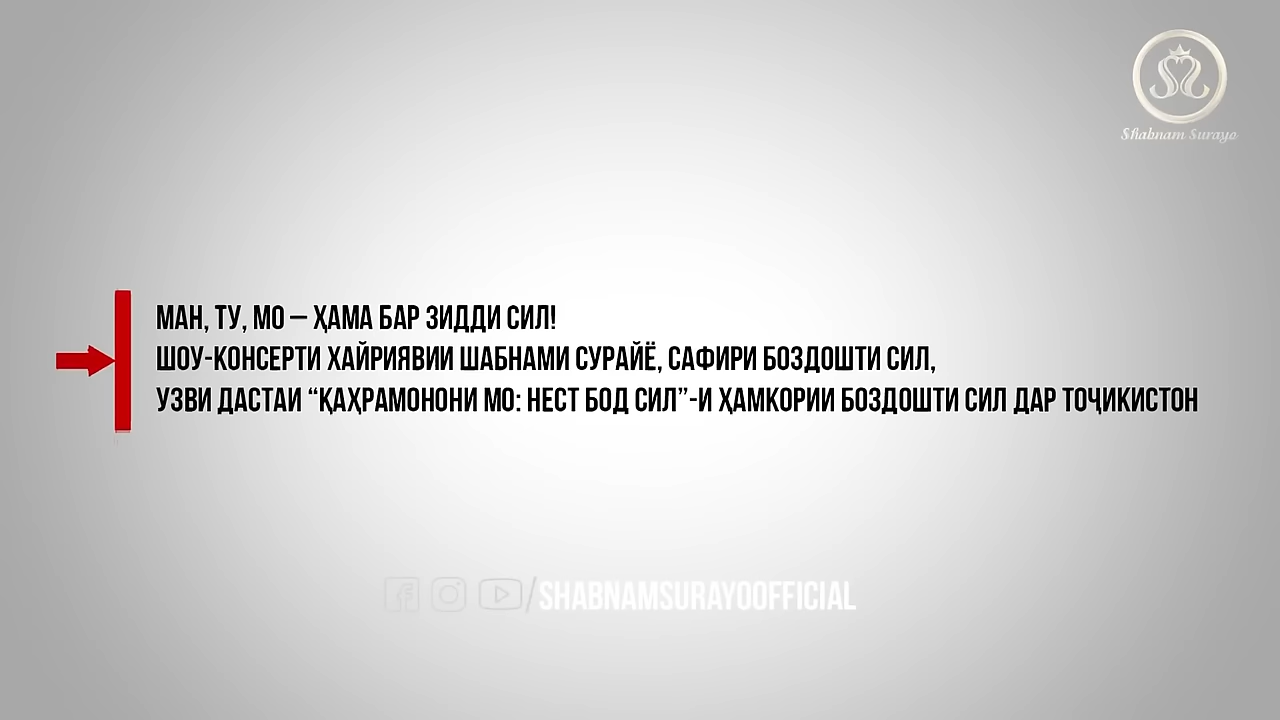 Shabnam Surayo
МАН, ТУ, МО – ҲАМА БАР ЗИДДИ СИЛ!
ШОУ-КОНСЕРТИ ХАЙРИЯВИИ ШАБНАМИ СУРАЙЁ, САФИРИ БОЗДОШТИ СИЛ,
УЗВИ ДАСТАИ “ҚАҲРАМОНОНИ МО: НЕСТ БОД СИЛ”-И ҲАМКОРИИ БОЗДОШТИ СИЛ ДАР ТОҶИКИСТОН
/SHABNAMSURAYOOFFICIAL